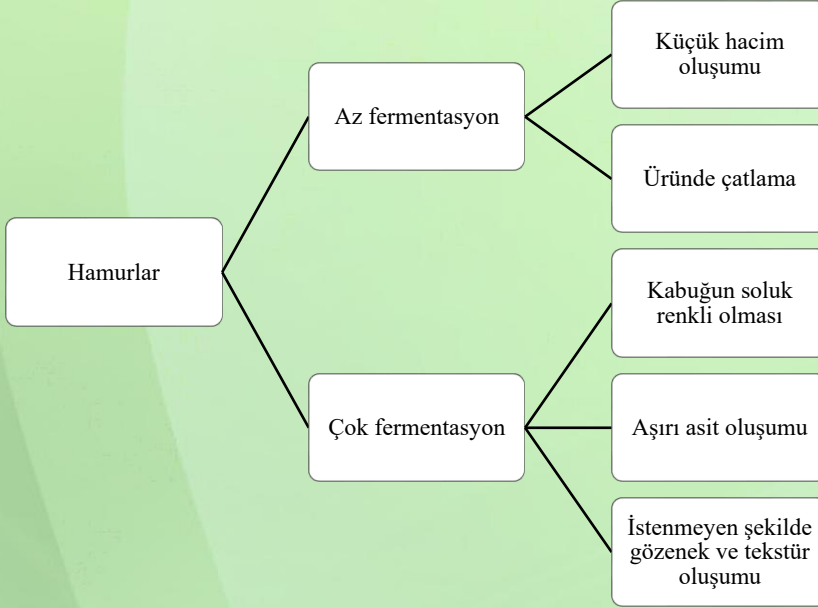 Hamurlar
Az fermentasyon
Küçük hacim
oluşumu
Üründe çatlama
Çok fermentasyon
Kabuğun soluk
renkli olması
Aşırı asit oluşumu
İstenmeyen şekilde
gözenek ve tekstür
oluşumu